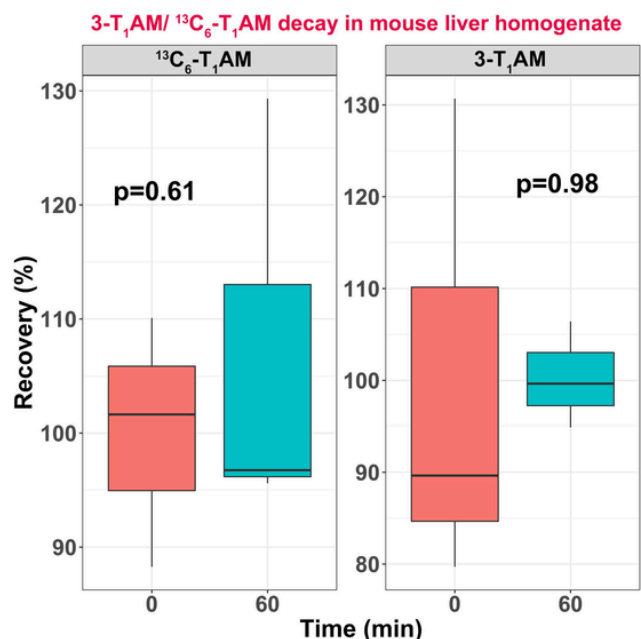 3-T₁AM/ ¹³C₆-T₁AM decay in mouse liver homogenate
¹³C₆-T₁AM
3-T₁AM
Recovery (%)
130
120
110
100
90
p=0.61
130
120
110
100
90
80
p=0.98
0
60
0
60
Time (min)